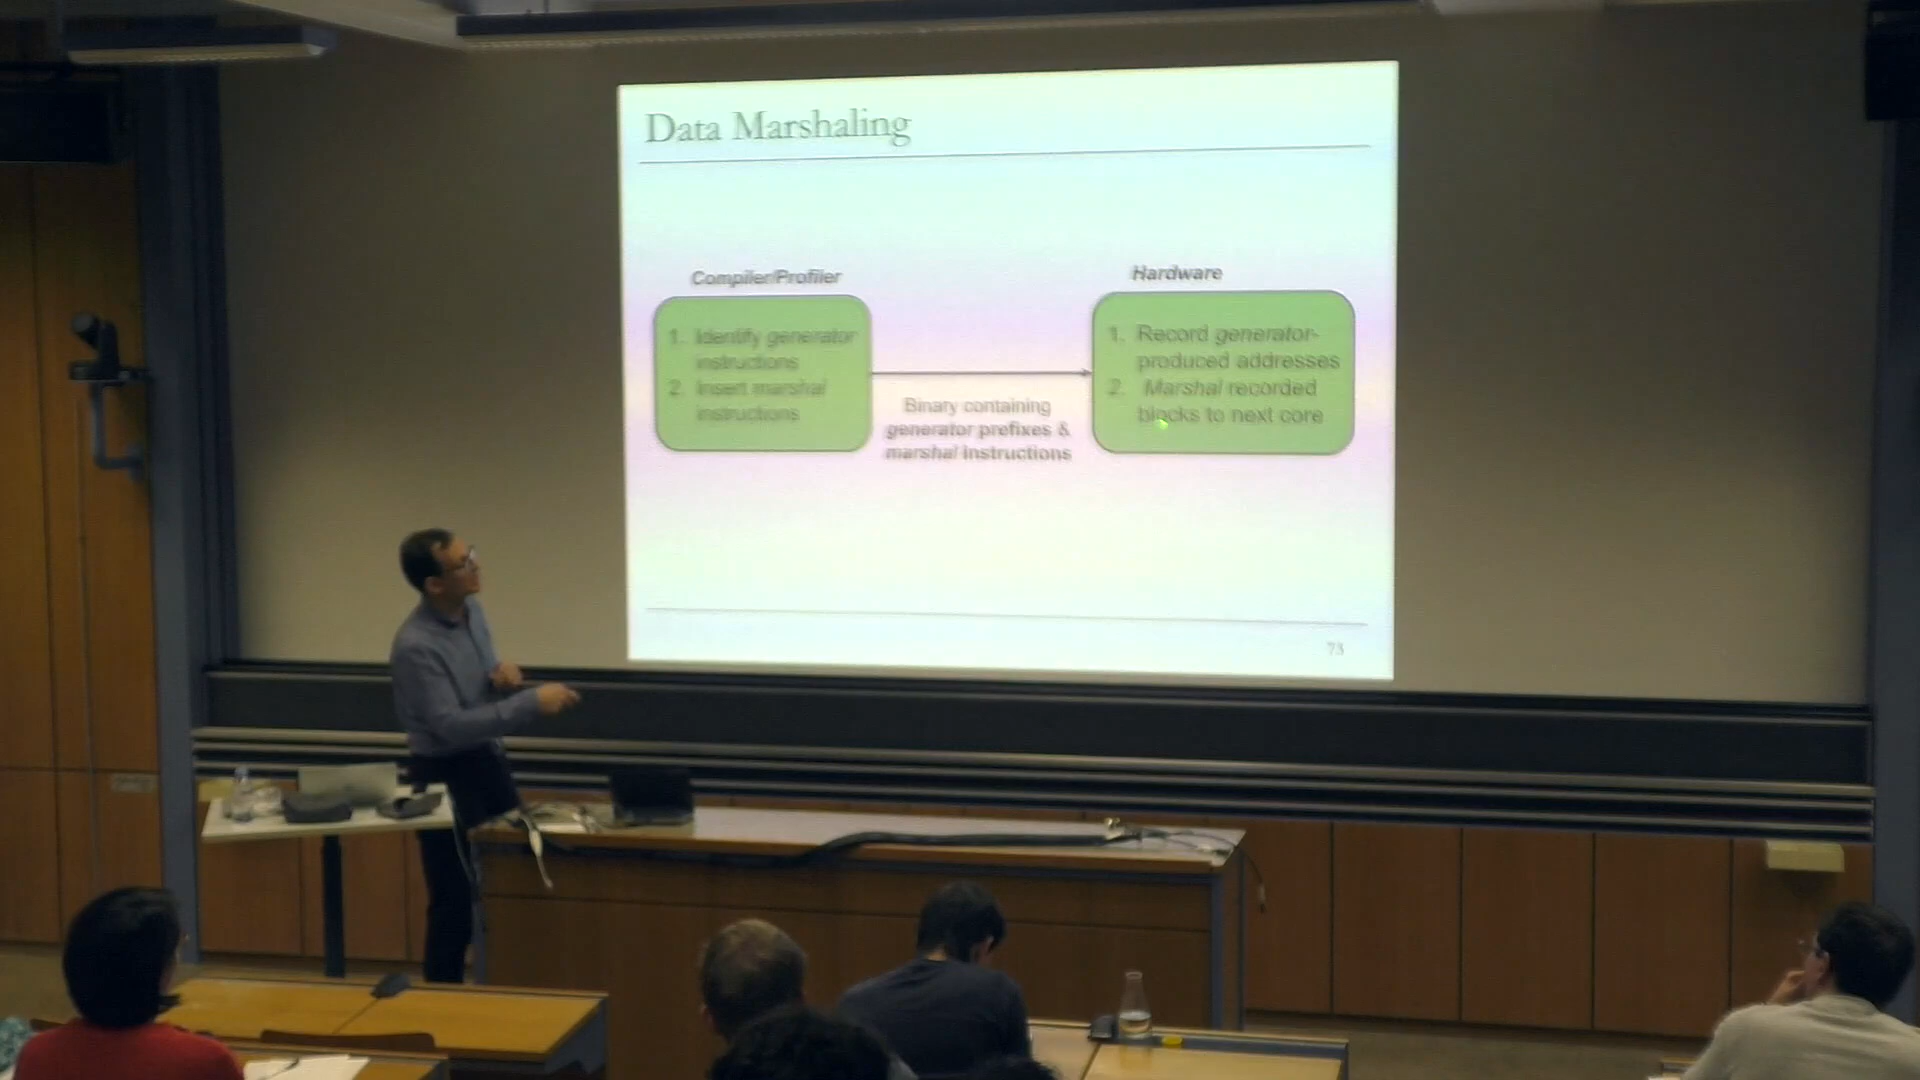 Data Marshaling
Compiler/Profiler
1. Identify generator
instructions
2. Insert marshal
instructions
Binary containing
generator prefixes &
marshal instructions
Hardware
1. Record generator-
produced addresses
2. Marshal recorded
blocks to next core
73